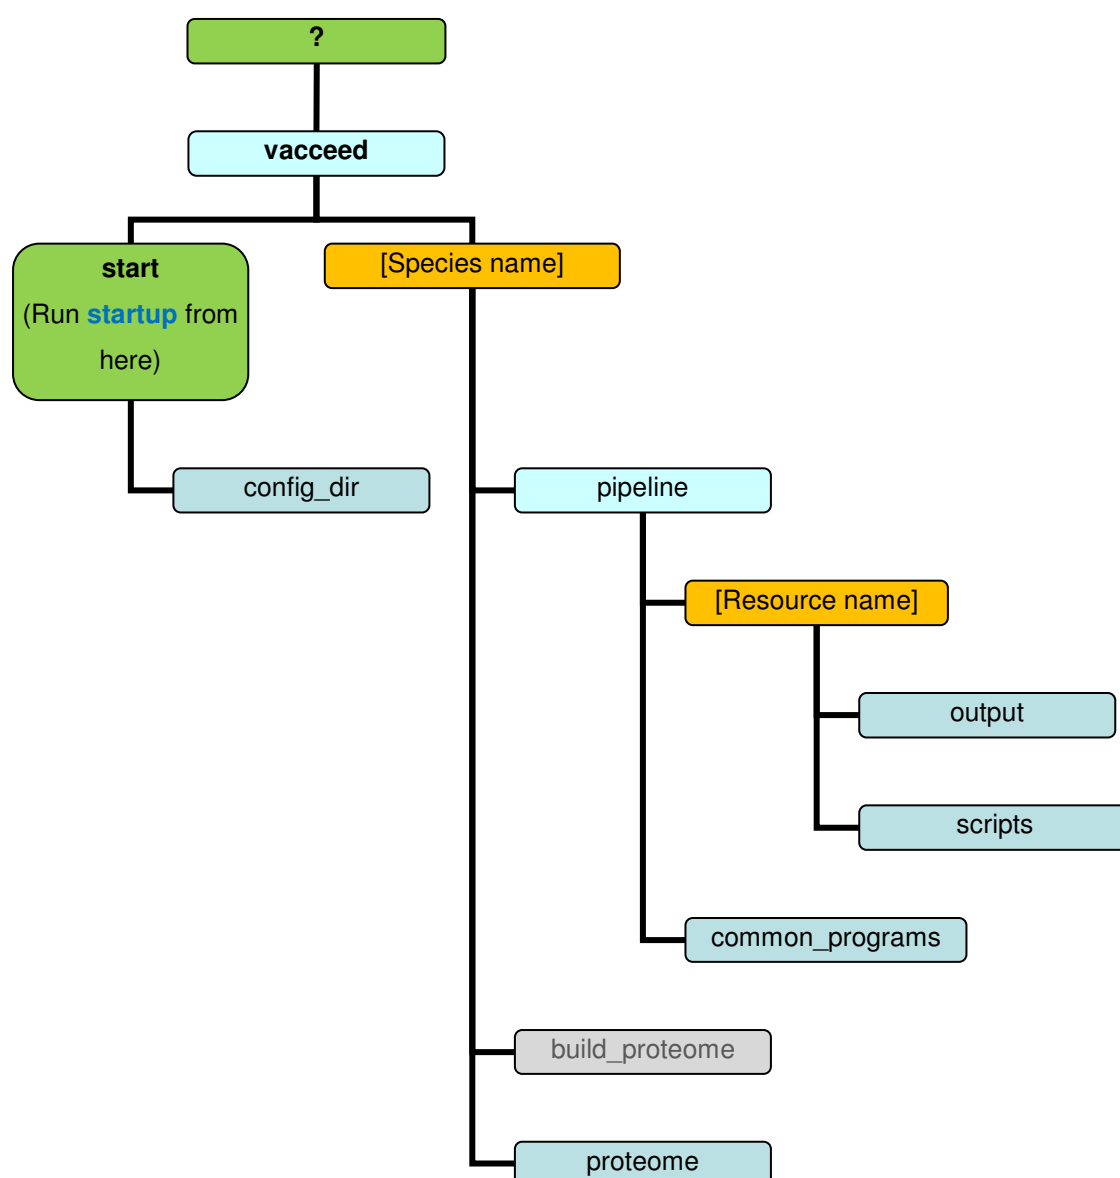 ?
vacceed
start
(Run startup from
here)
[Species name]
config_dir
pipeline
[Resource name]
output
scripts
common_programs
build_proteome
proteome